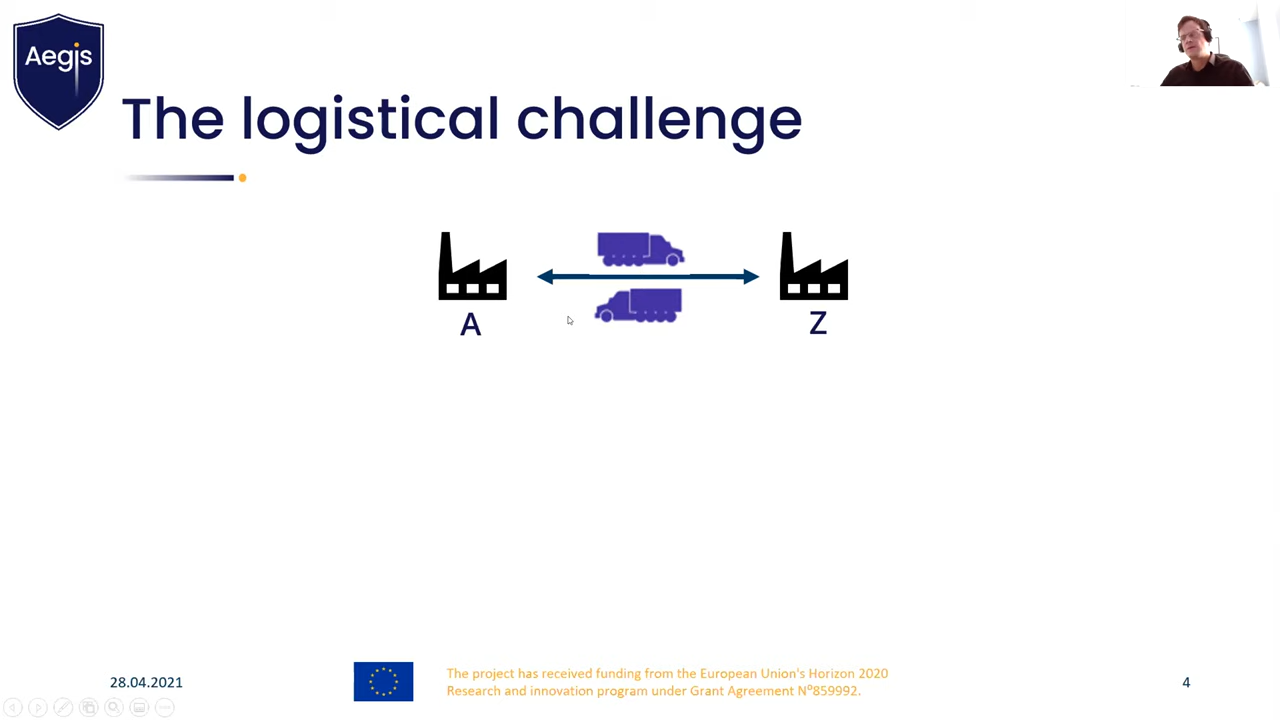 Aegis
The logistical challenge
A
Z
28.04.2021
The project has received funding from the European Union's Horizon 2020
Research and innovation program under Grant Agreement Nº859992.
4